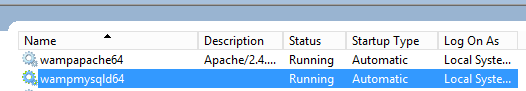 Name Description Status Startup Type Log On As
wampapache64 Apache/2.4.... Running Automatic Local Syste...
wampmysqld64 Running Automatic Local Syste...